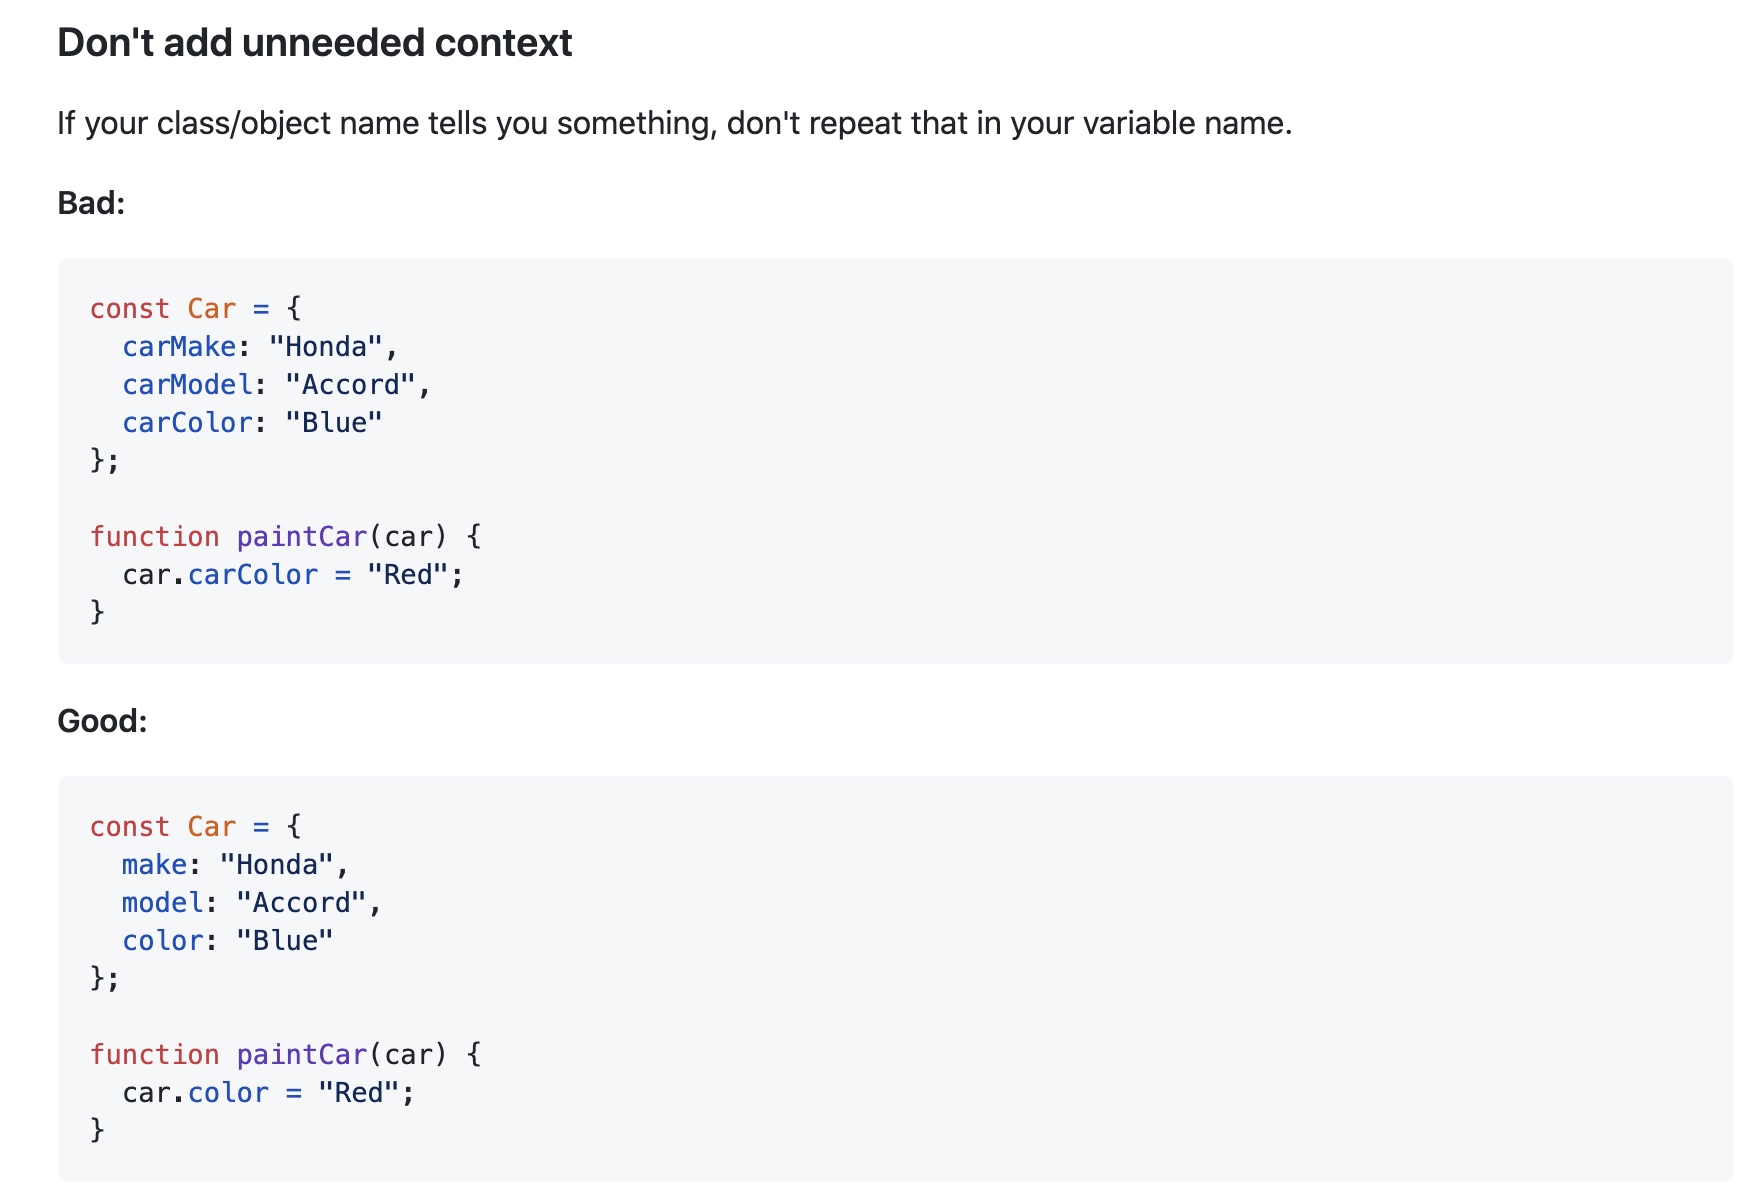 Don't add unneeded context
If your class/object name tells you something, don't repeat that in your variable name.
Bad:
const Car = {
  carMake: "Honda",
  carModel: "Accord",
  carColor: "Blue"
};

function paintCar(car) {
  car.carColor = "Red";
}
Good:
const Car = {
  make: "Honda",
  model: "Accord",
  color: "Blue"
};

function paintCar(car) {
  car.color = "Red";
}